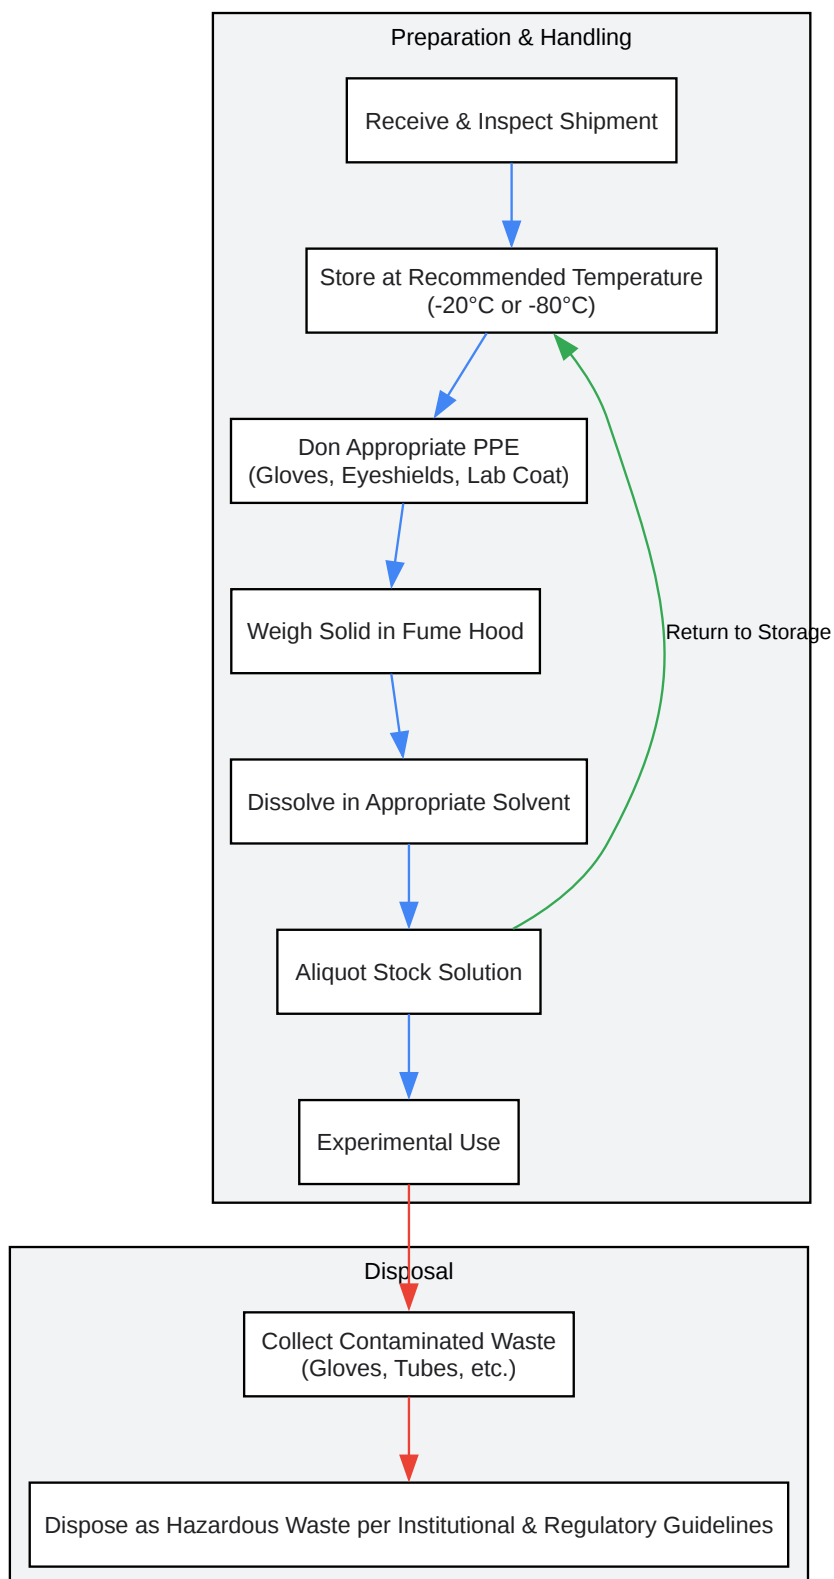 Preparation & Handling
Receive & Inspect Shipment
Store at Recommended Temperature
(-20°C or -80°C)
Don Appropriate PPE
(Gloves, Eyeshields, Lab Coat)
Weigh Solid in Fume Hood
Return to Storage
Dissolve in Appropriate Solvent
Aliquot Stock Solution
Experimental Use
Disposal
Collect Contaminated Waste
(Gloves, Tubes, etc.)
Dispose as Hazardous Waste per Institutional & Regulatory Guidelines